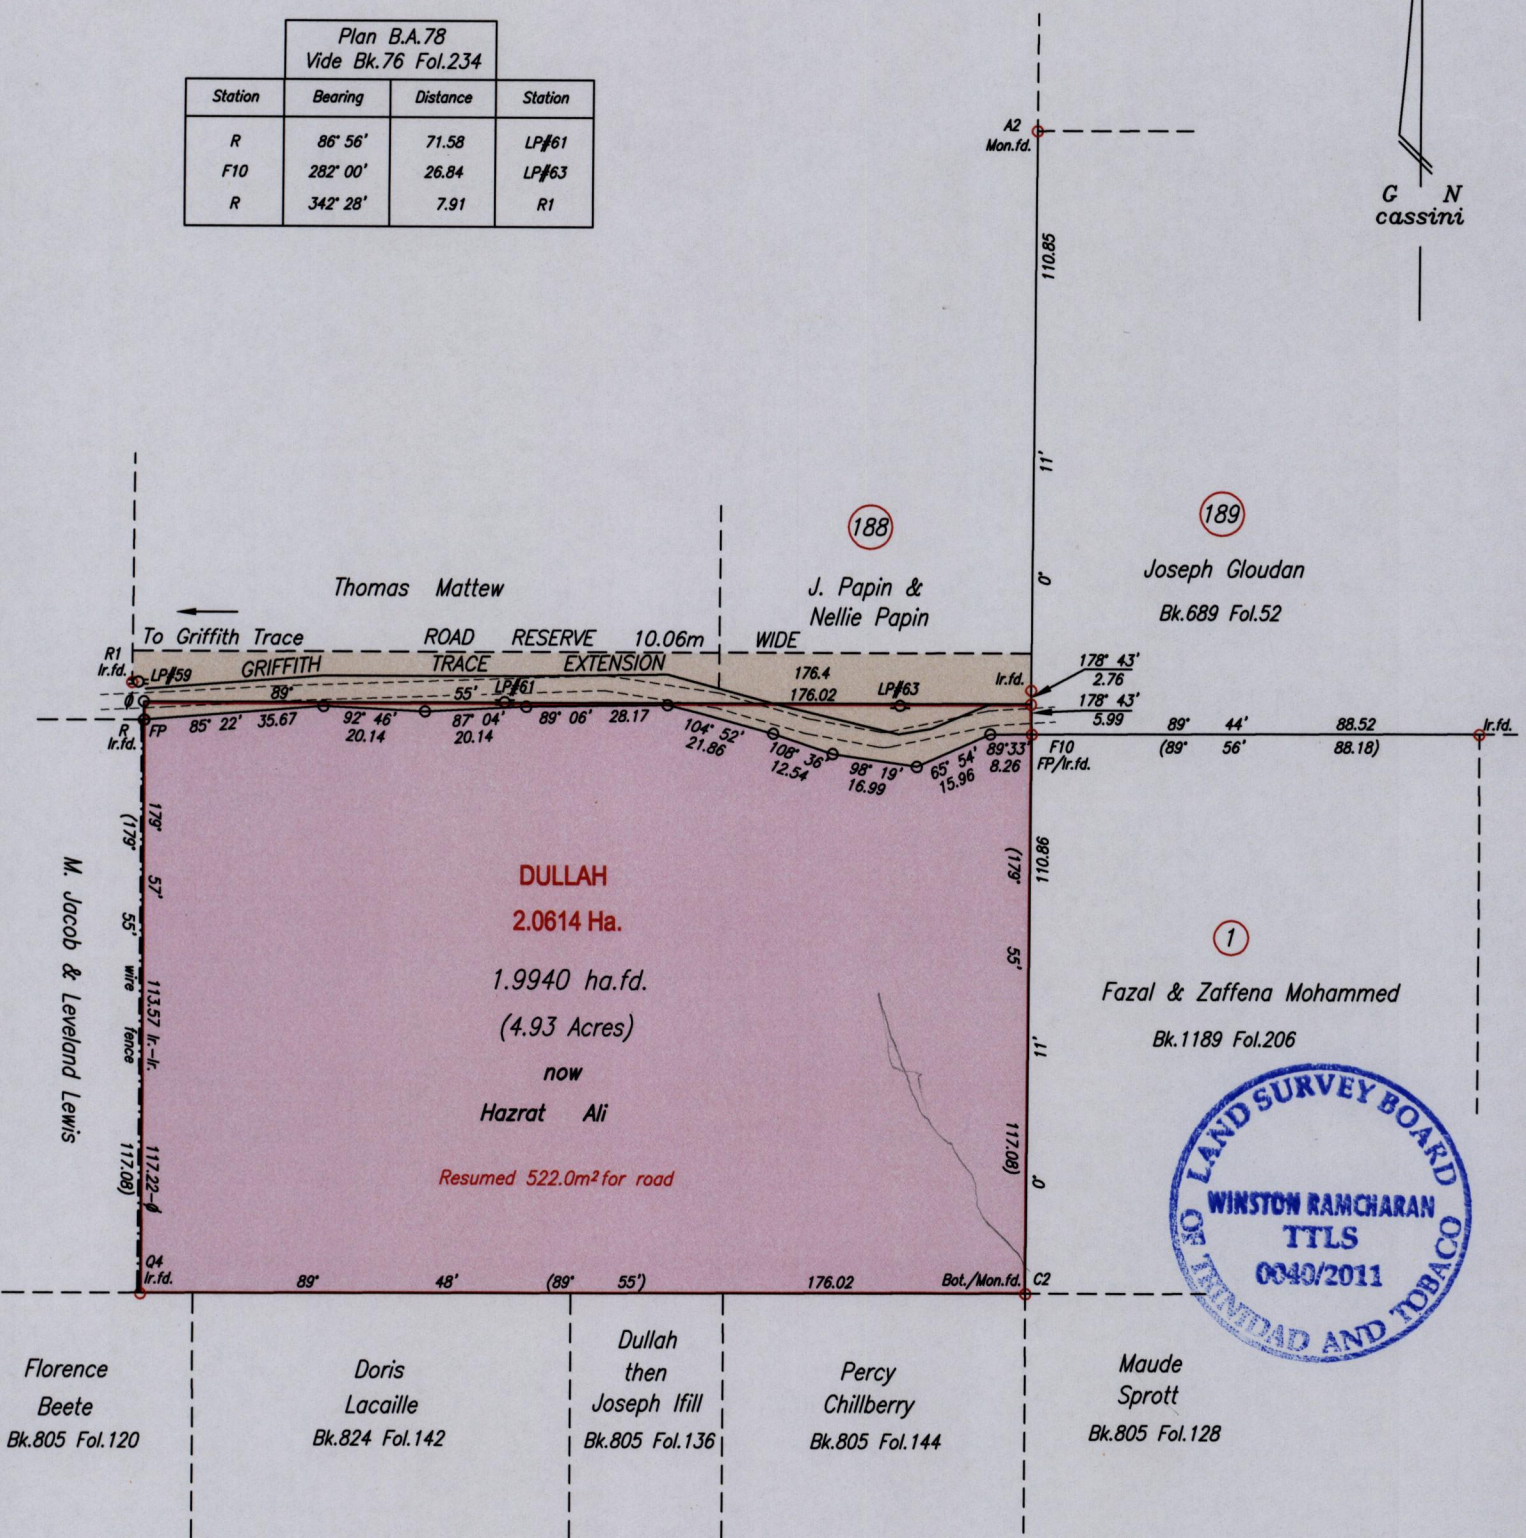 Plan B.A.78
Vide Bk.76 Fol.234
Station Bearing Distance Station
R 86° 56' 71.58 LP#61
F10 282° 00' 26.84 LP#63
R 342° 28' 7.91 R1
G N
cassini
A2
Mon.fd.
110.85
11'
0°
188
J. Papin &
Nellie Papin
189
Joseph Gloudan
Bk.689 Fol.52
Thomas Mattew
To Griffith Trace ROAD RESERVE 10.06m WIDE
GRIFFITH TRACE EXTENSION
R1
Ir.fd.
LP#59
89° 55' 176.02
176.4
LP#61
LP#63
Ir.fd.
178° 43'
2.76
178° 43'
5.99
R
Ir.fd.
FP
85° 22' 35.67
92° 46'
20.14
87° 04'
20.14
89° 06' 28.17
104° 52'
21.86
108° 36'
12.54
98° 19'
16.99
65° 54'
15.96
89°33'
8.26
F10
FP/Ir.fd.
89° 44' 88.52
(89° 56' 88.18)
Ir.fd.
M. Jacob & Leveland Lewis
179° 57' 113.57 Ir.-Ir.
117.22-ϕ
(179° 55' wire fence 117.08)
DULLAH
2.0614 Ha.
1.9940 ha.fd.
(4.93 Acres)
now
Hazrat Ali
Resumed 522.0m² for road
(179° 55' 117.08)
110.86
11'
0°
1
Fazal & Zaffena Mohammed
Bk.1189 Fol.206
LAND SURVEY BOARD
WINSTON RAMCHARAN
TTLS
0040/2011
OF TRINIDAD AND TOBAGO
Q4
Ir.fd.
89° 48' (89° 55') 176.02
Bot./Mon.fd.
C2
Florence
Beete
Bk.805 Fol.120
Doris
Lacaille
Bk.824 Fol.142
Dullah
then
Joseph Ifill
Bk.805 Fol.136
Percy
Chillberry
Bk.805 Fol.144
Maude
Sprott
Bk.805 Fol.128